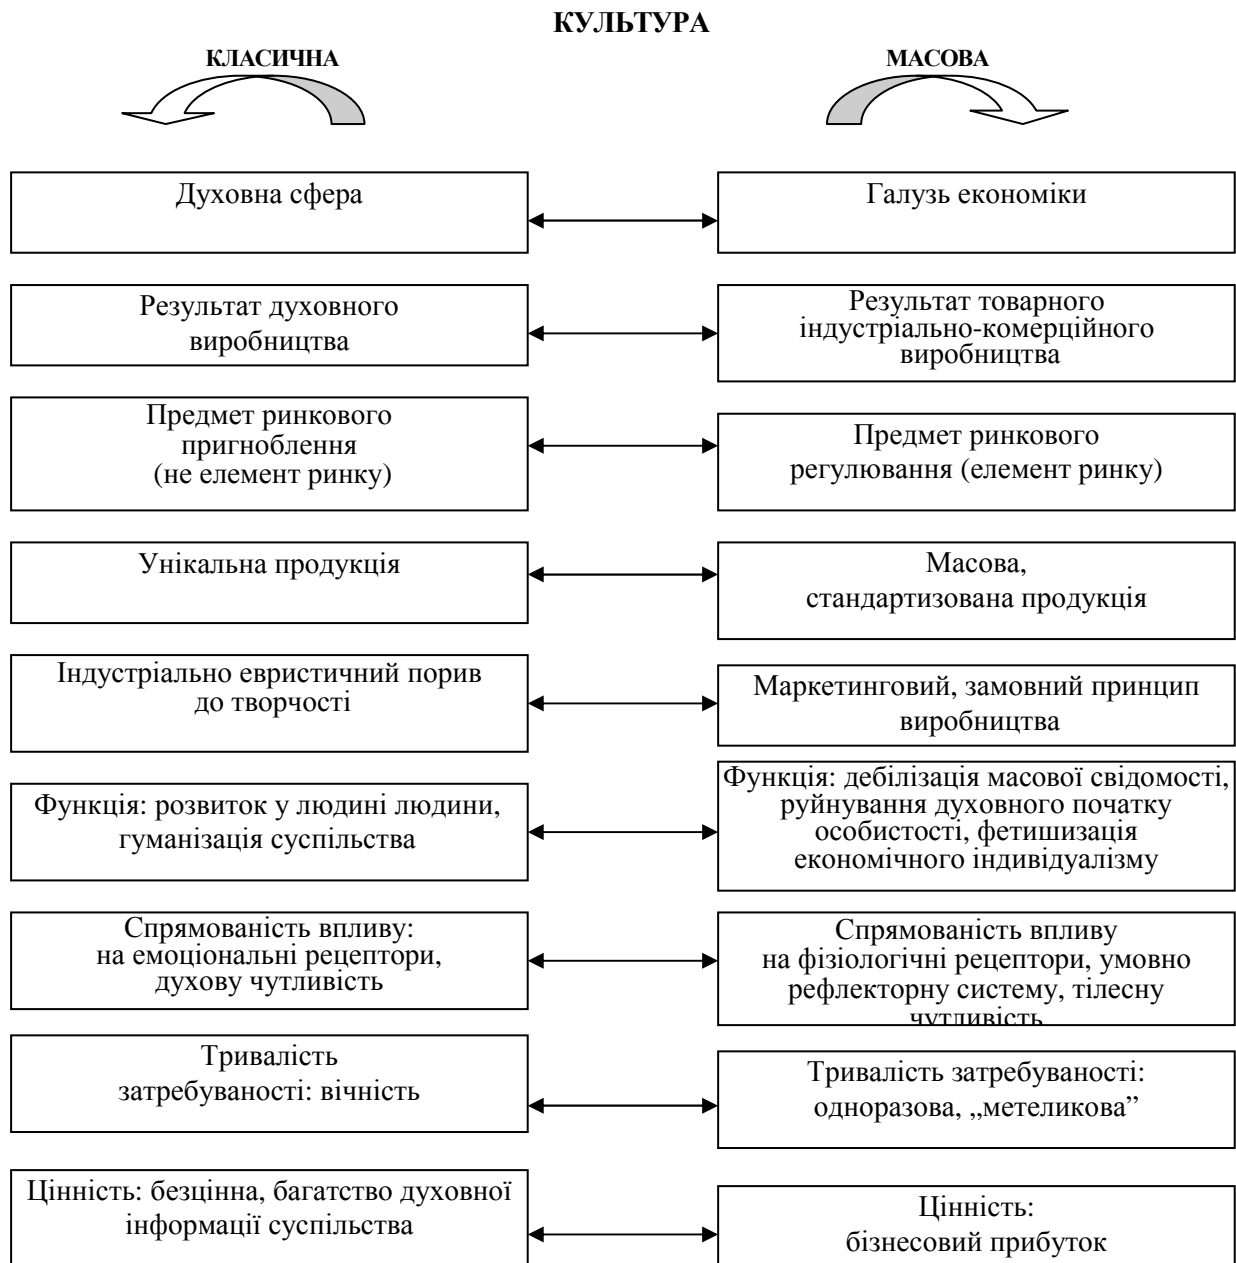 КУЛЬТУРА
КЛАСИЧНА
МАСОВА
Духовна сфера
Галузь економіки
Результат духовного
виробництва
Результат товарного
індустріально-комерційного
виробництва
Предмет ринкового
пригноблення
(не елемент ринку)
Предмет ринкового
регулювання (елемент ринку)
Унікальна продукція
Масова,
стандартизована продукція
Індустріально евристичний порив
до творчості
Маркетинговий, замовний принцип
виробництва
Функція: розвиток у людині людини,
гуманізація суспільства
Функція: дебілізація масової свідомості,
руйнування духовного початку
особистості, фетишизація
економічного індивідуалізму
Спрямованість впливу:
на емоціональні рецептори,
духову чутливість
Спрямованість впливу
на фізіологічні рецептори, умовно
рефлекторну систему, тілесну
чутливість
Тривалість
затребуваності: вічність
Тривалість затребуваності:
одноразова, „метеликова”
Цінність: безцінна, багатство духовної
інформації суспільства
Цінність:
бізнесовий прибуток